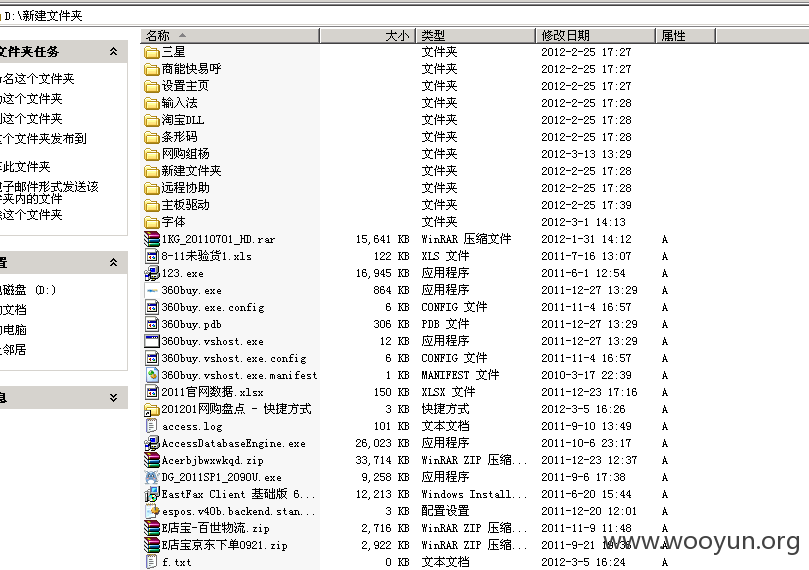 D:\新建文件夹
名称 大小 类型 修改日期 属性
文件夹任务
名这个文件夹
这个文件夹
这个文件夹
个文件夹发布到
此文件夹
子邮件形式发送该
夹内的文件
这个文件夹
置
磁盘 (D:)
文档
电脑
邻居
息
三星 文件夹 2012-2-25 17:27
商能快易呼 文件夹 2012-2-25 17:27
设置主页 文件夹 2012-2-25 17:27
输入法 文件夹 2012-2-25 17:28
淘宝DLL 文件夹 2012-2-25 17:28
条形码 文件夹 2012-2-25 17:28
网购组杨 文件夹 2012-3-13 13:29
新建文件夹 文件夹 2012-2-25 17:28
远程协助 文件夹 2012-2-25 17:28
主板驱动 文件夹 2012-2-25 17:39
字体 文件夹 2012-3-1 14:13
1KG_20110701_HD.rar 15,641 KB WinRAR 压缩文件 2012-1-31 14:12 A
8-11未验货1.xls 122 KB XLS 文件 2011-7-16 13:07 A
123.exe 16,945 KB 应用程序 2011-6-1 12:54 A
360buy.exe 864 KB 应用程序 2011-12-27 13:29 A
360buy.exe.config 6 KB CONFIG 文件 2011-11-4 16:57 A
360buy.pdb 306 KB PDB 文件 2011-12-27 13:29 A
360buy.vshost.exe 12 KB 应用程序 2011-12-27 13:29 A
360buy.vshost.exe.config 6 KB CONFIG 文件 2011-11-4 16:57 A
360buy.vshost.exe.manifest 1 KB MANIFEST 文件 2010-3-17 22:39 A
2011官网数据.xlsx 150 KB XLSX 文件 2011-12-23 17:16 A
201201网购盘点 - 快捷方式 3 KB 快捷方式 2012-3-5 16:26 A
access.log 101 KB 文本文档 2011-9-10 13:49 A
AccessDatabaseEngine.exe 26,023 KB 应用程序 2011-10-6 23:17 A
Acerbjbwxwkqd.zip 33,714 KB WinRAR ZIP 压缩... 2011-12-23 12:37 A
DG_2011SP1_2090U.exe 9,258 KB 应用程序 2011-9-6 17:38 A
EastFax Client 基础版 6... 12,213 KB Windows Install... 2011-6-20 15:44 A
espos.v40b.backend.stan... 3 KB 配置设置 2011-12-20 12:01 A
E店宝-百世物流.zip 2,716 KB WinRAR ZIP 压缩... 2011-11-9 11:48 A
E店宝京东下单0921.zip 2,922 KB WinRAR ZIP 压缩... 2011-9-21 A
f.txt 0 KB 文本文档 2012-3-5 16:24 A
www.wooyun.org